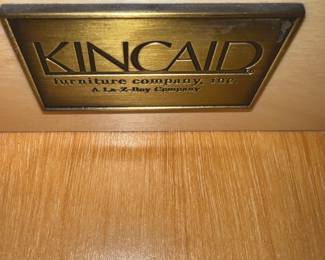 KINCAID
furniture company, inc.
A La-Z-Boy Company